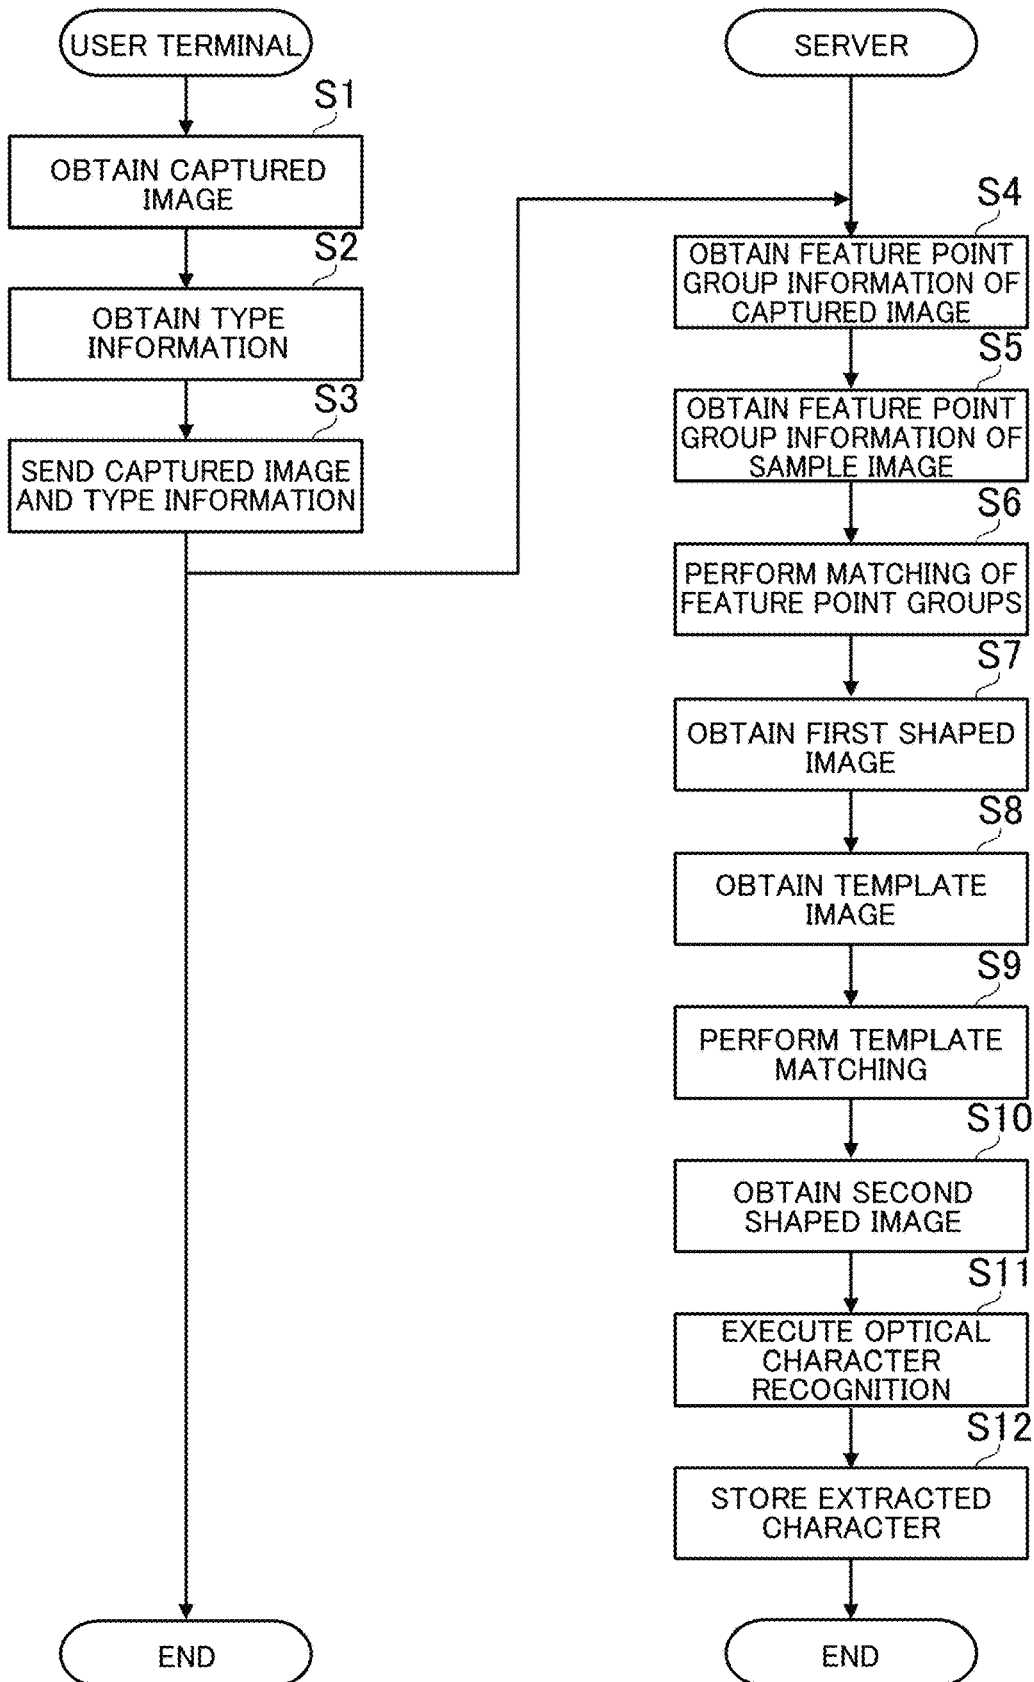 USER TERMINAL
S1
OBTAIN CAPTURED
IMAGE
S2
OBTAIN TYPE
INFORMATION
S3
SEND CAPTURED IMAGE
AND TYPE INFORMATION
END
SERVER
S4
OBTAIN FEATURE POINT
GROUP INFORMATION OF
CAPTURED IMAGE
S5
OBTAIN FEATURE POINT
GROUP INFORMATION OF
SAMPLE IMAGE
S6
PERFORM MATCHING OF
FEATURE POINT GROUPS
S7
OBTAIN FIRST SHAPED
IMAGE
S8
OBTAIN TEMPLATE
IMAGE
S9
PERFORM TEMPLATE
MATCHING
S10
OBTAIN SECOND
SHAPED IMAGE
S11
EXECUTE OPTICAL
CHARACTER
RECOGNITION
S12
STORE EXTRACTED
CHARACTER
END